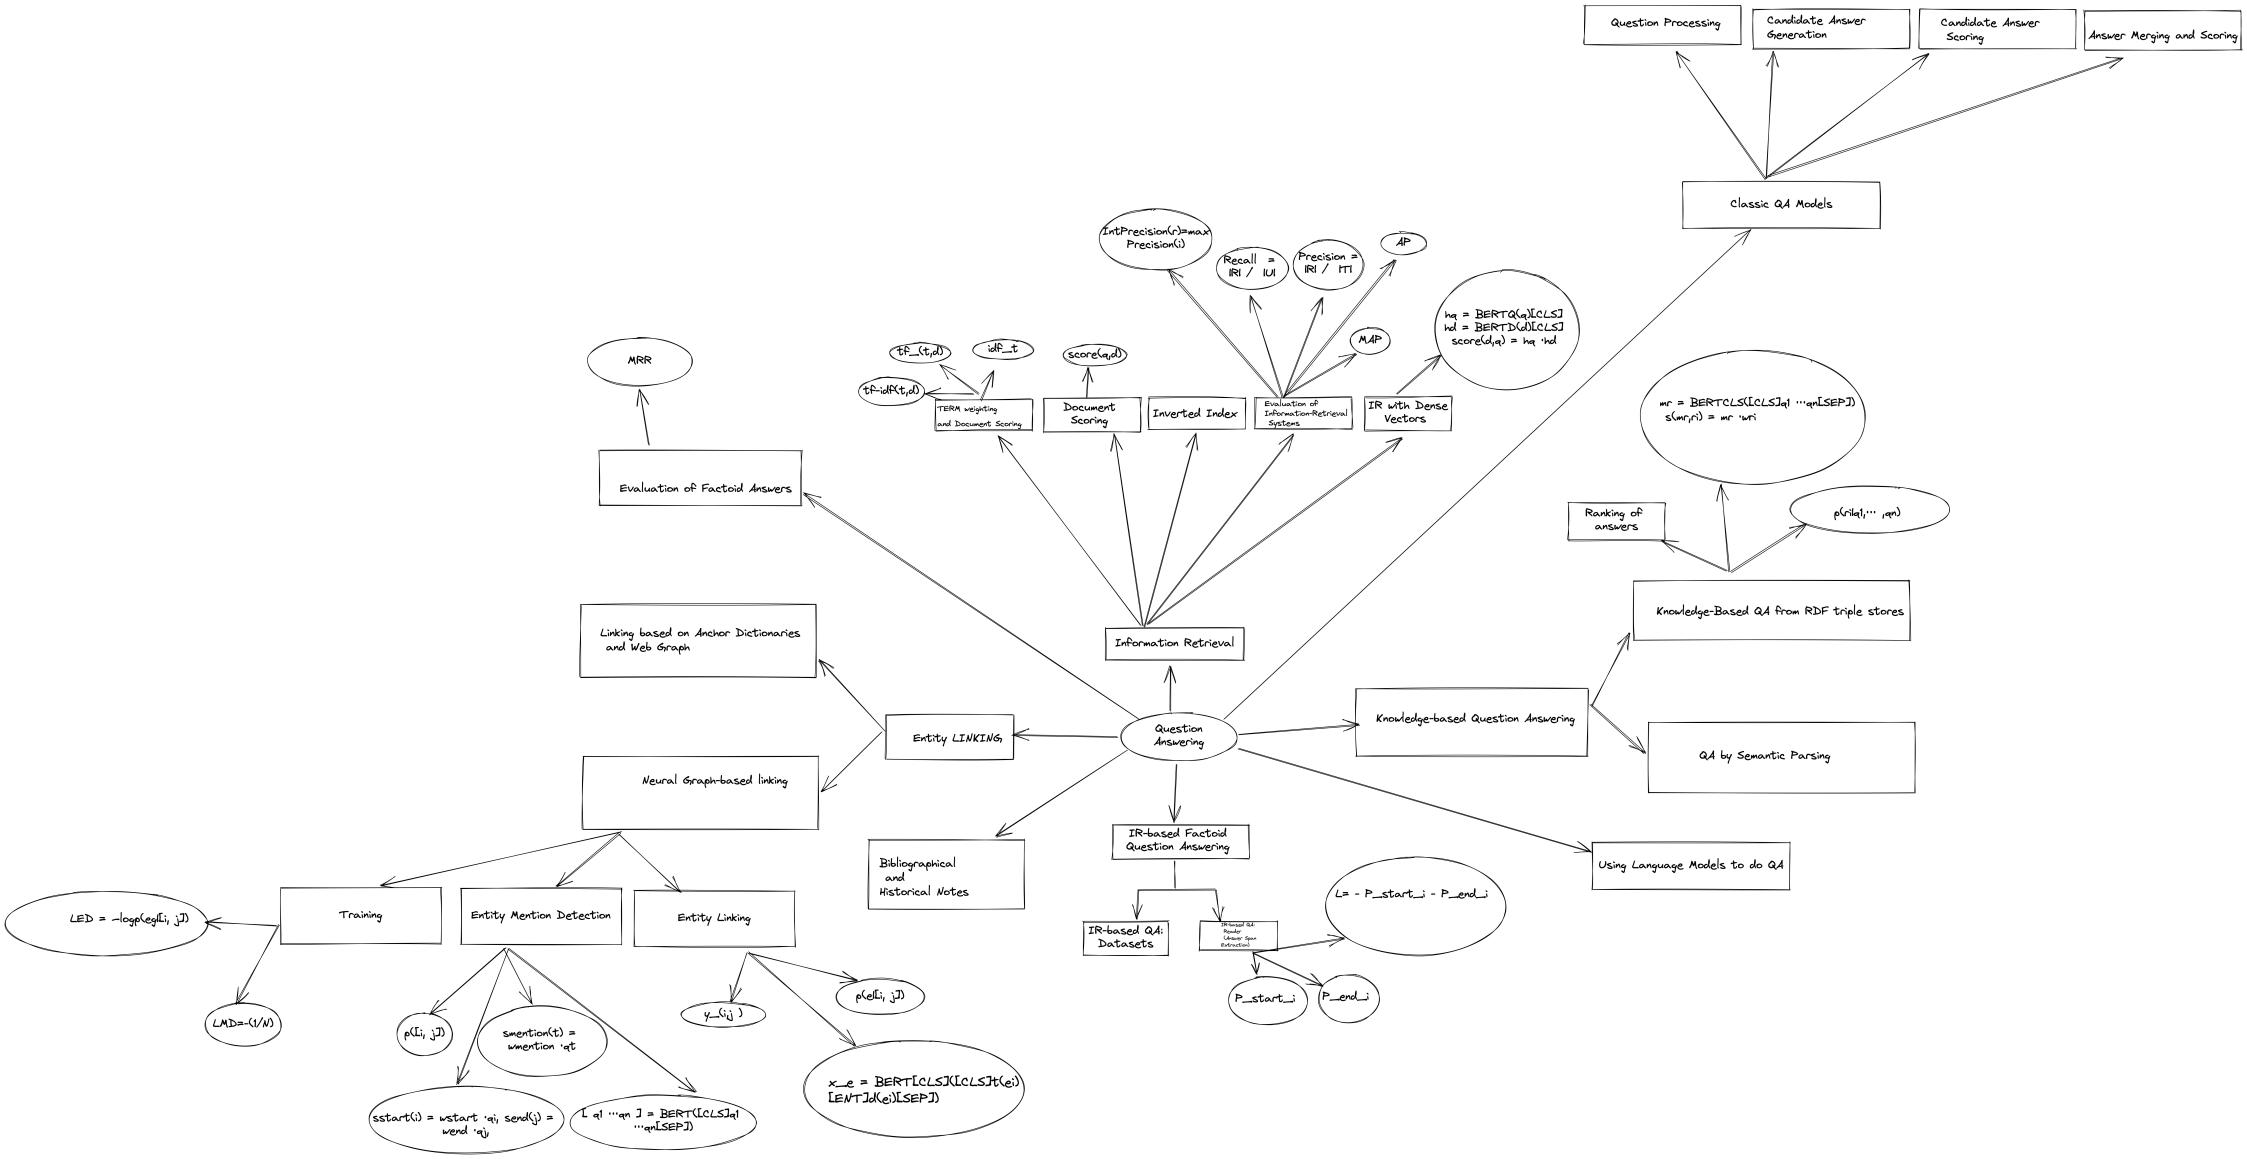 Question Processing
Candidate Answer
Generation
Candidate Answer
Scoring
Answer Merging and Scoring
Classic QA Models
IntPrecision(r)=max
Precision(i)
Recall =
|R| / |U|
Precision =
|R| / |T|
AP
MAP
hq = BERTQ(q)[CLS]
hd = BERTD(d)[CLS]
score(d,q) = hq ·hd
MRR
tf_(t,d)
idf_t
score(q,d)
tf-idf(t,d)
TERM weighting
and Document Scoring
Document
Scoring
Inverted Index
Evaluation of
Information-Retrieval
Systems
IR with Dense
Vectors
mr = BERTCLS([CLS]q1 ···qn[SEP])
s(mr,ri) = mr ·wri
Evaluation of Factoid Answers
Ranking of
answers
p(ri|q1,··· ,qn)
Knowledge-Based QA from RDF triple stores
Linking based on Anchor Dictionaries
and Web Graph
Information Retrieval
Entity LINKING
Question
Answering
Knowledge-based Question Answering
QA by Semantic Parsing
Neural Graph-based linking
Bibliographical
and
Historical Notes
IR-based Factoid
Question Answering
Using Language Models to do QA
LED = -logp(eg|[i, j])
Training
Entity Mention Detection
Entity Linking
IR-based QA:
Datasets
IR-based QA:
Reader
(Answer Span
Extraction)
L= - P_start_i - P_end_i
P_start_i
P_end_i
LMD=-(1/N)
p([i, j])
smention(t) =
wmention ·qt
y_(i,j )
p(e|[i, j])
sstart(i) = wstart ·qi, send(j) =
wend ·qj,
[ q1 ···qn ] = BERT([CLS]q1
···qn[SEP])
x_e = BERT[CLS]([CLS]t(ei)
[ENT]d(ei)[SEP])